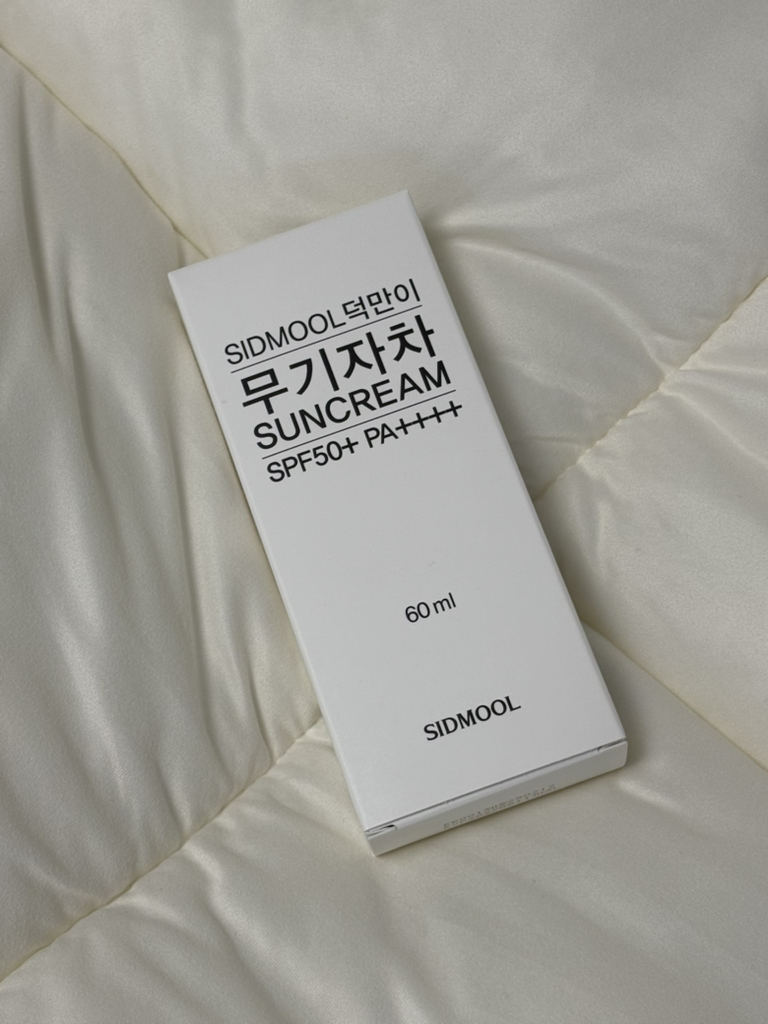 SIDMOOL덕만이
무기자차
SUNCREAM
SPF50+ PA++++
60 ml
SIDMOOL